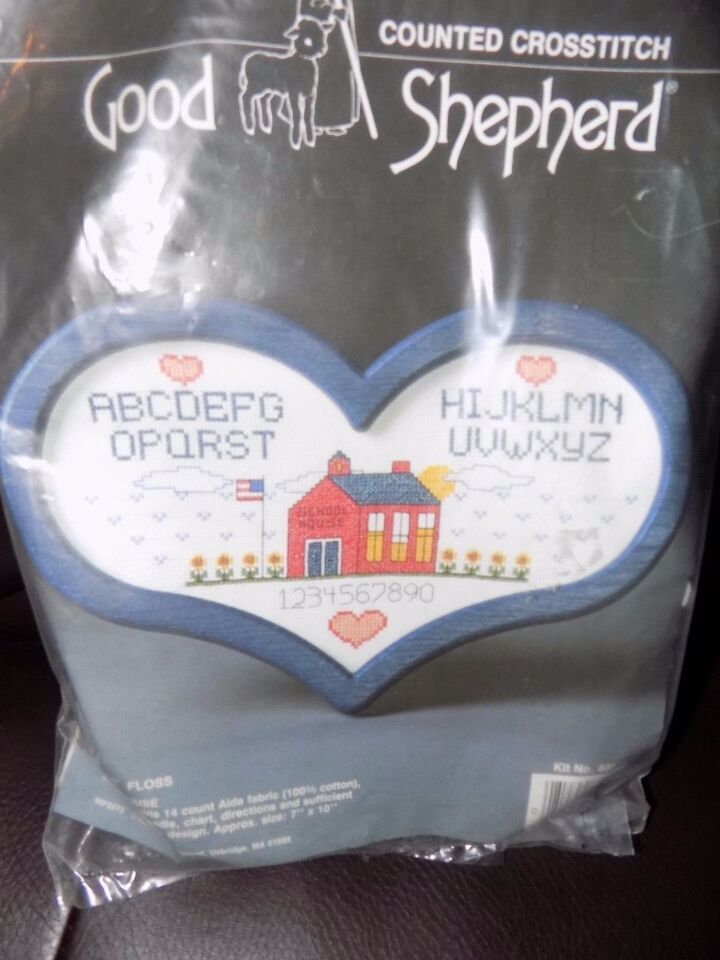 COUNTED CROSSTITCH
Good Shepherd®
ABCDEFG HIJKLMN
OPQRST UVWXYZ
SCHOOL
HOUSE
1234567890
FLOSS
Kit No.
14 count Aida fabric (100% cotton),
chart, directions and sufficient
design. Approx. size: 7" x 10"
Uxbridge, MA 01569